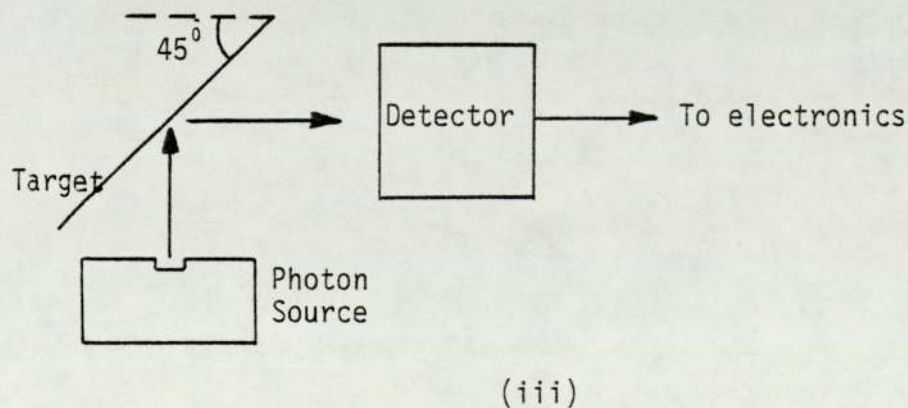 45°
Detector
To electronics
Target
Photon
Source
(iii)